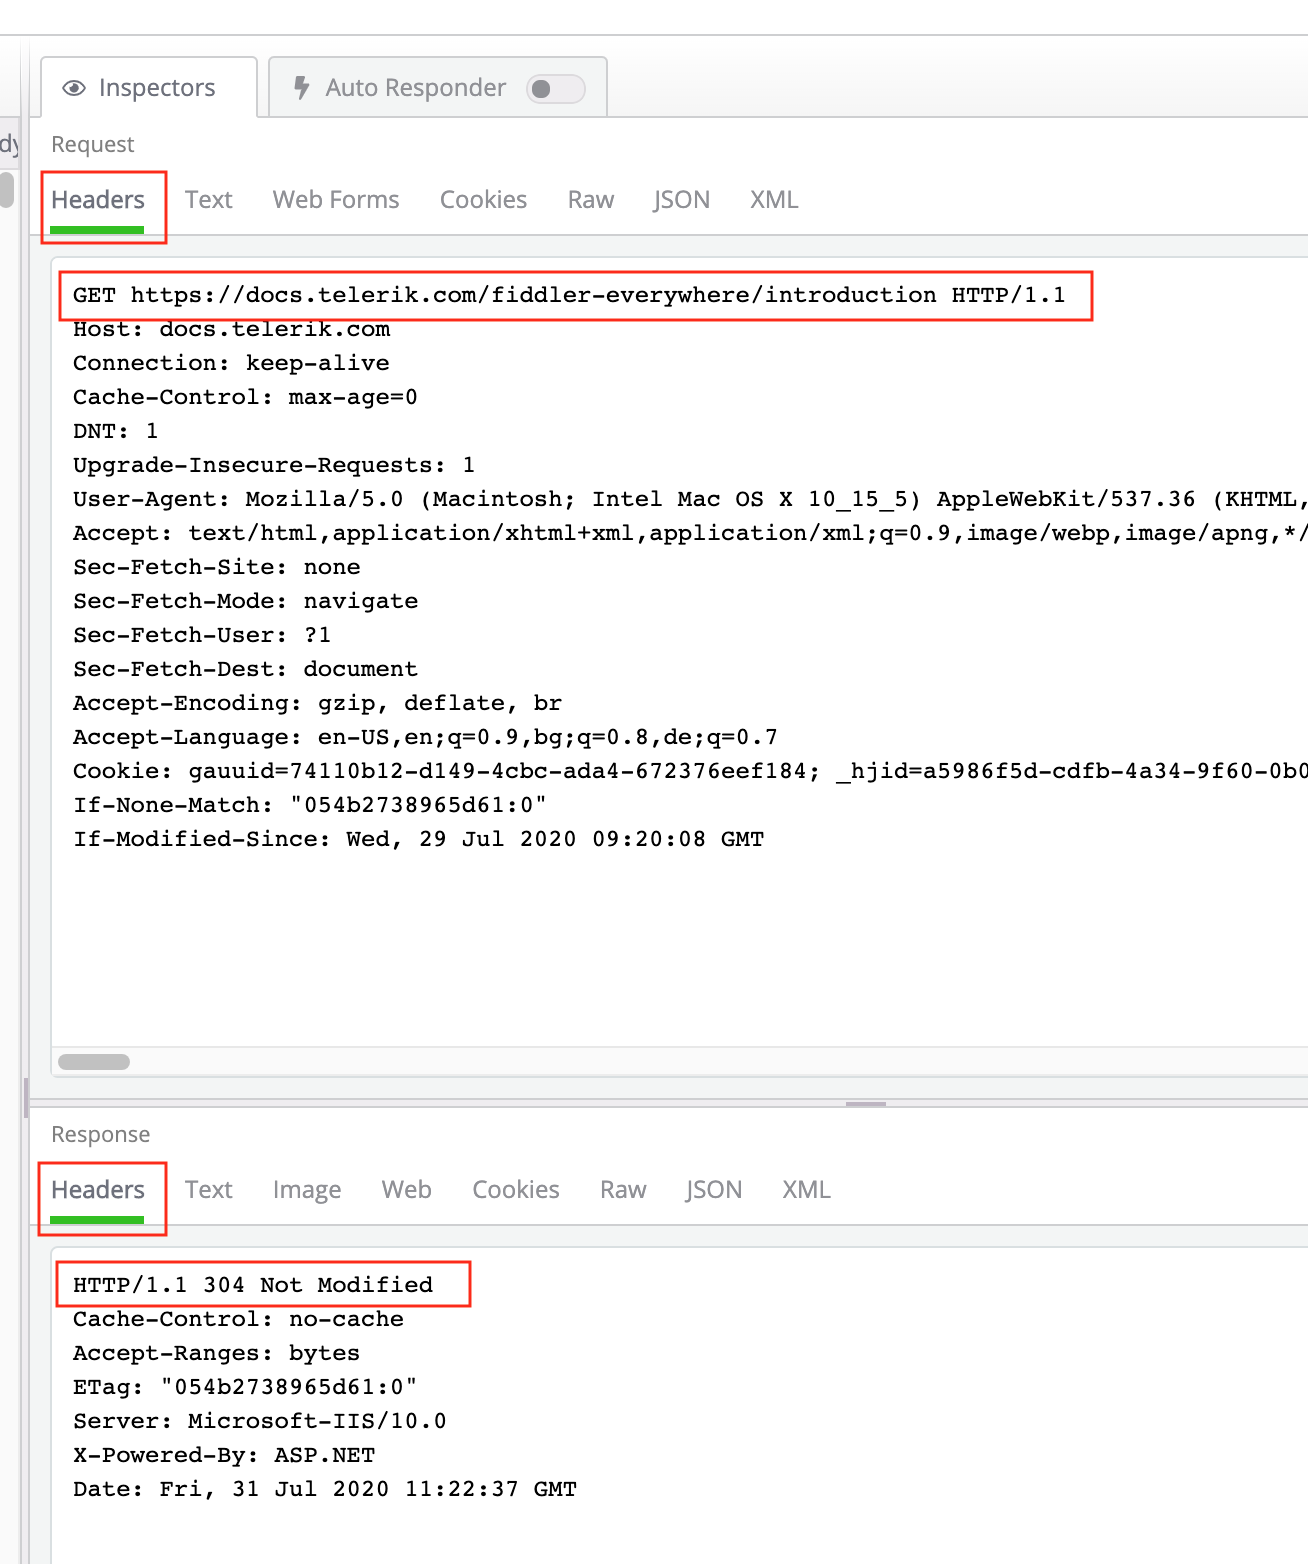 Inspectors
Auto Responder
Request
Headers Text Web Forms Cookies Raw JSON XML
GET https://docs.telerik.com/fiddler-everywhere/introduction HTTP/1.1
Host: docs.telerik.com
Connection: keep-alive
Cache-Control: max-age=0
DNT: 1
Upgrade-Insecure-Requests: 1
User-Agent: Mozilla/5.0 (Macintosh; Intel Mac OS X 10_15_5) AppleWebKit/537.36 (KHTML,
Accept: text/html,application/xhtml+xml,application/xml;q=0.9,image/webp,image/apng,*/
Sec-Fetch-Site: none
Sec-Fetch-Mode: navigate
Sec-Fetch-User: ?1
Sec-Fetch-Dest: document
Accept-Encoding: gzip, deflate, br
Accept-Language: en-US,en;q=0.9,bg;q=0.8,de;q=0.7
Cookie: gauuid=74110b12-d149-4cbc-ada4-672376eef184; _hjid=a5986f5d-cdfb-4a34-9f60-0b0
If-None-Match: "054b2738965d61:0"
If-Modified-Since: Wed, 29 Jul 2020 09:20:08 GMT
Response
Headers Text Image Web Cookies Raw JSON XML
HTTP/1.1 304 Not Modified
Cache-Control: no-cache
Accept-Ranges: bytes
ETag: "054b2738965d61:0"
Server: Microsoft-IIS/10.0
X-Powered-By: ASP.NET
Date: Fri, 31 Jul 2020 11:22:37 GMT